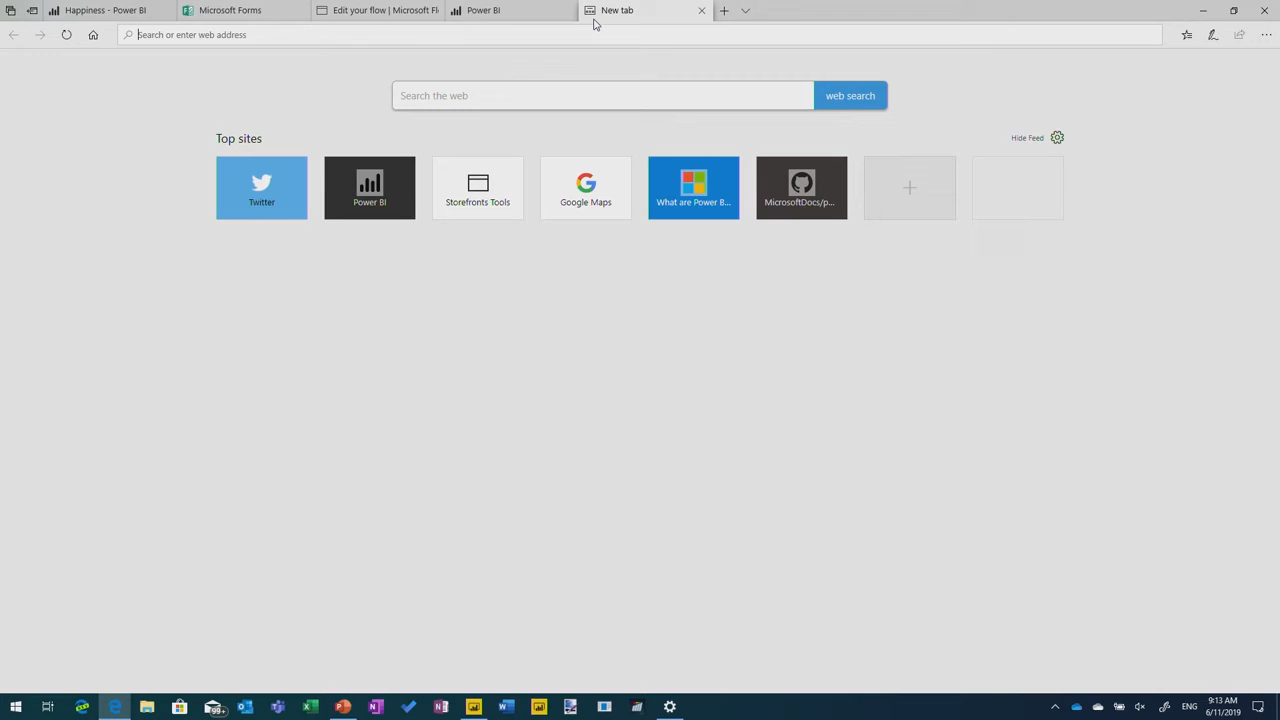 Happiness - Power BI
Microsoft Forms
Edit your flow | Microsoft Fl
Power BI
New tab
Search or enter web address
Search the web
web search
Top sites
Hide Feed
Twitter
Power BI
Storefronts Tools
Google Maps
What are Power B...
MicrosoftDocs/p...
99+
ENG
9:13 AM
6/11/2019